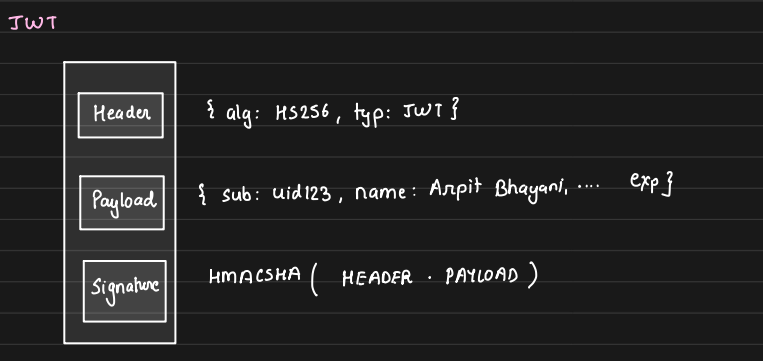 JWT
Header { alg: HS256, typ: JWT }
Payload { sub: uid123, name: Arpit Bhayani, .... exp }
Signature HMACSHA ( HEADER . PAYLOAD )